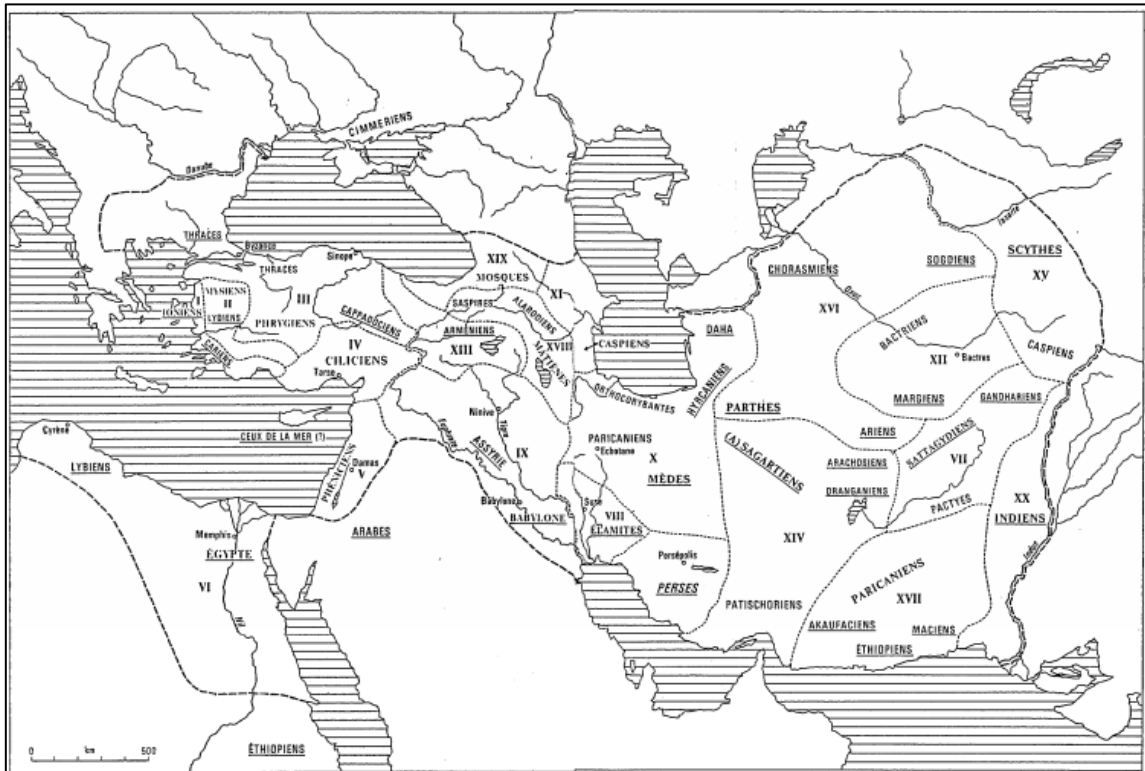 CIMMERIENS
Danube
THRACES
Byzance
THRACES
Sinope
I
IONIENS
MYSIENS
II
LYDIENS
III
PHRYGIENS
CARIENS
CAPPADOCIENS
IV
CILICIENS
Tarse
XIX
MOSQUES
SASPIRES
ALARODIENS
XI
ARMÉNIENS
XIII
MATIÈNES
XVIII
CASPIENS
ORTHOCORYBANTES
DAHA
HYRCANIENS
CHORASMIENS
Oxus
XVI
SOGDIENS
Iaxarte
SCYTHES
XV
BACTRIENS
XII
Bactres
CASPIENS
MARGIENS
GANDHARIENS
PARTHES
ARIENS
(A)SAGARTIENS
ARACHOSIENS
SATTAGYDIENS
VII
DRANGANIENS
PACTYES
XX
INDIENS
Indus
Cyrène
LYBIENS
CEUX DE LA MER (?)
PHÉNICIENS
Damas
V
Ninive
Tigre
Euphrate
ASSYRIE
IX
Babylone
BABYLONE
PARICANIENS
Ecbatane
X
MÈDES
Suse
VIII
ÉLAMITES
Persépolis
PERSES
XIV
PATISCHORIENS
PARICANIENS
XVII
AKAUFACIENS
MACIENS
ÉTHIOPIENS
Memphis
ÉGYPTE
VI
Nil
ARABES
ÉTHIOPIENS
0 km 500